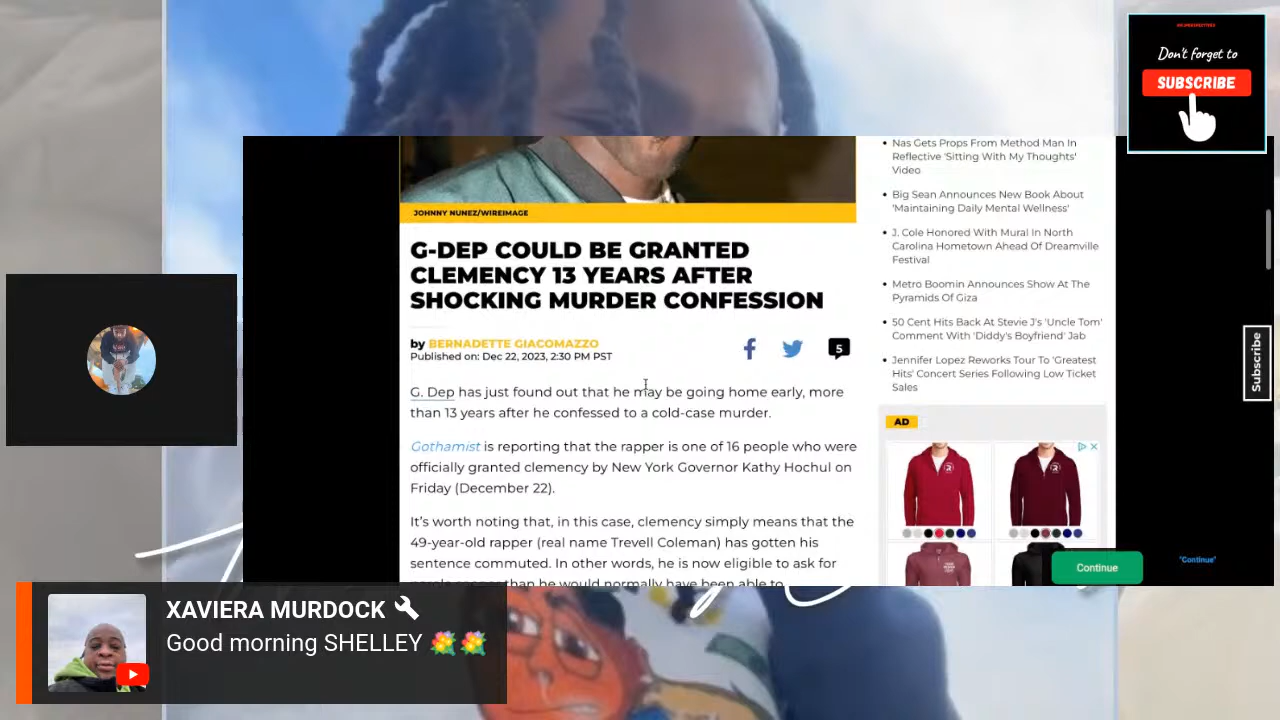 Don't forget to
SUBSCRIBE
JOHNNY NUNEZ/WIREIMAGE
G-DEP COULD BE GRANTED
CLEMENCY 13 YEARS AFTER
SHOCKING MURDER CONFESSION
by BERNADETTE GIACOMAZZO
Published on: Dec 22, 2023, 2:30 PM PST
5
G. Dep has just found out that he may be going home early, more
than 13 years after he confessed to a cold-case murder.
Gothamist is reporting that the rapper is one of 16 people who were
officially granted clemency by New York Governor Kathy Hochul on
Friday (December 22).
It's worth noting that, in this case, clemency simply means that the
49-year-old rapper (real name Trevell Coleman) has gotten his
sentence commuted. In other words, he is now eligible to ask for
than he would normally have been able to
Nas Gets Props From Method Man In
Reflective 'Sitting With My Thoughts'
Video
Big Sean Announces New Book About
'Maintaining Daily Mental Wellness'
J. Cole Honored With Mural In North
Carolina Hometown Ahead Of Dreamville
Festival
Metro Boomin Announces Show At The
Pyramids Of Giza
50 Cent Hits Back At Stevie J's 'Uncle Tom'
Comment With 'Diddy's Boyfriend' Jab
Jennifer Lopez Reworks Tour To 'Greatest
Hits' Concert Series Following Low Ticket
Sales
AD
Continue
"Continue"
Subscribe
XAVIERA MURDOCK
Good morning SHELLEY 💐💐